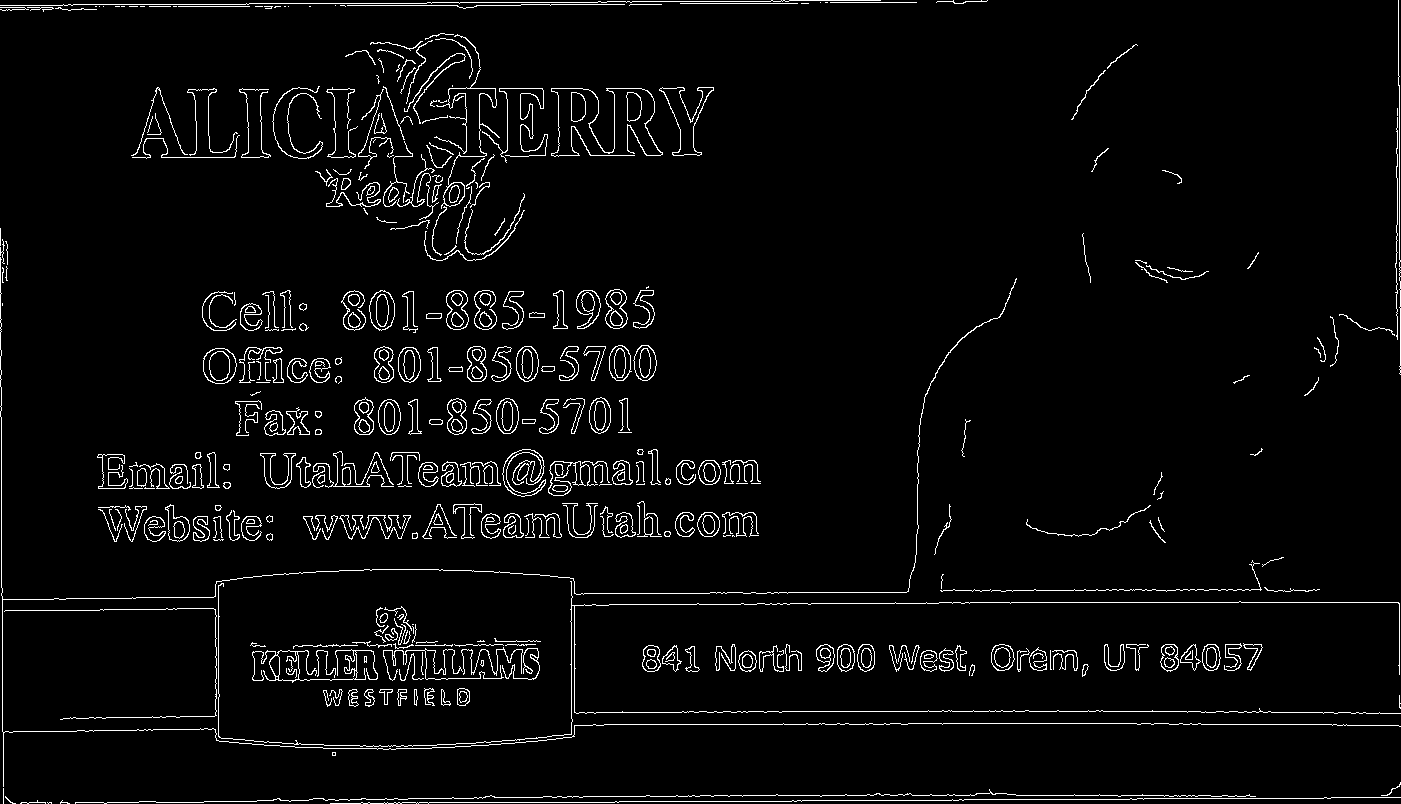 ALICIA TERRY
Realtor
Cell: 801-885-1985
Office: 801-850-5700
Fax: 801-850-5701
Email: UtahATeam@gmail.com
Website: www.ATeamUtah.com
KELLER WILLIAMS
WESTFIELD
841 North 900 West, Orem, UT 84057